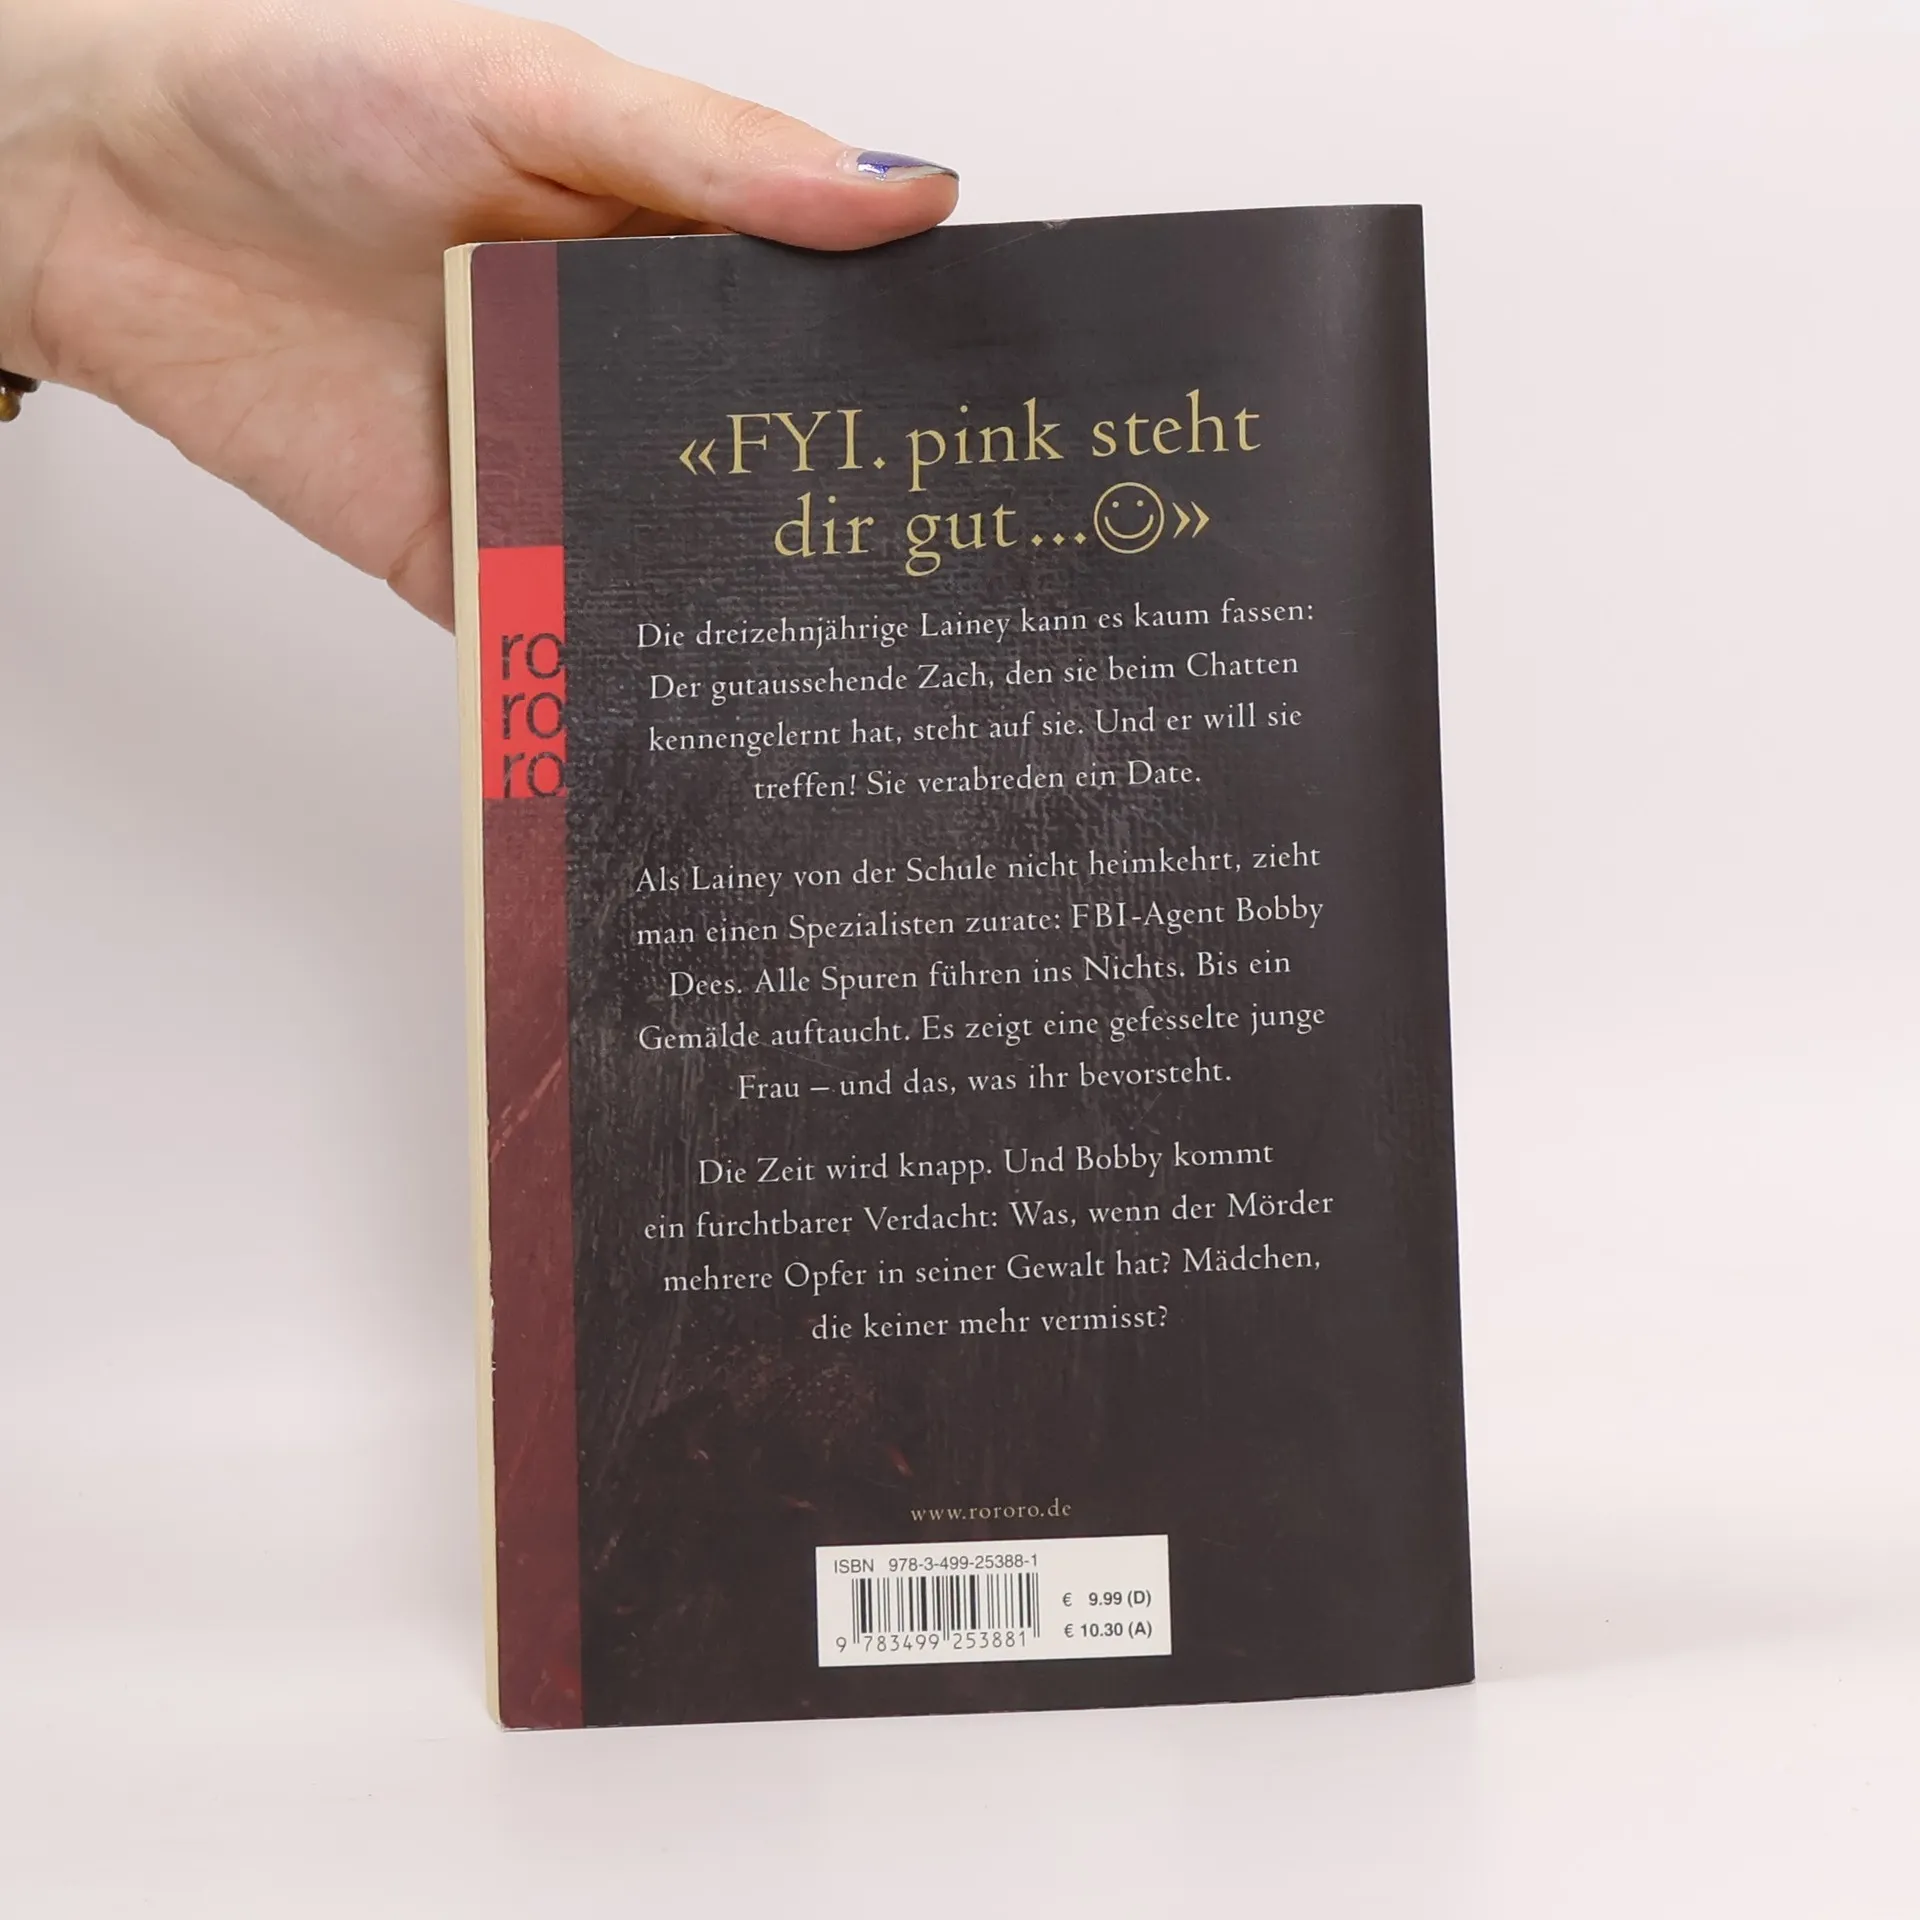 «FYI. pink steht
dir gut...☺»
Die dreizehnjährige Lainey kann es kaum fassen:
Der gutaussehende Zach, den sie beim Chatten
kennengelernt hat, steht auf sie. Und er will sie
treffen! Sie verabreden ein Date.
Als Lainey von der Schule nicht heimkehrt, zieht
man einen Spezialisten zurate: FBI-Agent Bobby
Dees. Alle Spuren führen ins Nichts. Bis ein
Gemälde auftaucht. Es zeigt eine gefesselte junge
Frau – und das, was ihr bevorsteht.
Die Zeit wird knapp. Und Bobby kommt
ein furchtbarer Verdacht: Was, wenn der Mörder
mehrere Opfer in seiner Gewalt hat? Mädchen,
die keiner mehr vermisst?
ro
ro
ro
www.rororo.de
ISBN 978-3-499-25388-1
€ 9.99 (D)
€ 10.30 (A)
9 783499 253881